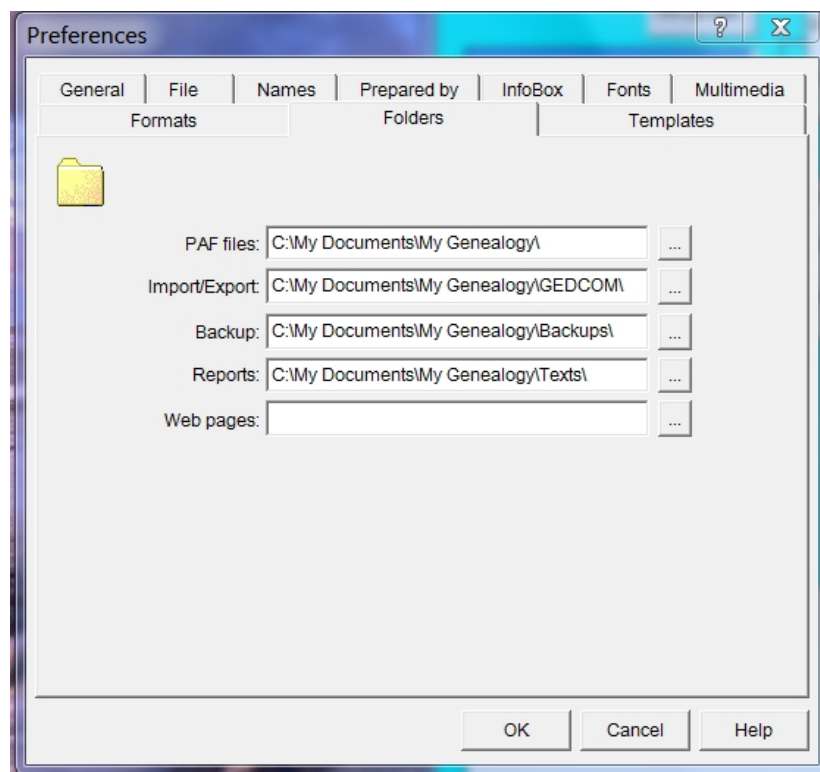 Preferences
General File Names Prepared by InfoBox Fonts Multimedia
Formats Folders Templates
PAF files: C:\My Documents\My Genealogy\ ...
Import/Export: C:\My Documents\My Genealogy\GEDCOM\ ...
Backup: C:\My Documents\My Genealogy\Backups\ ...
Reports: C:\My Documents\My Genealogy\Texts\ ...
Web pages: ...
OK Cancel Help